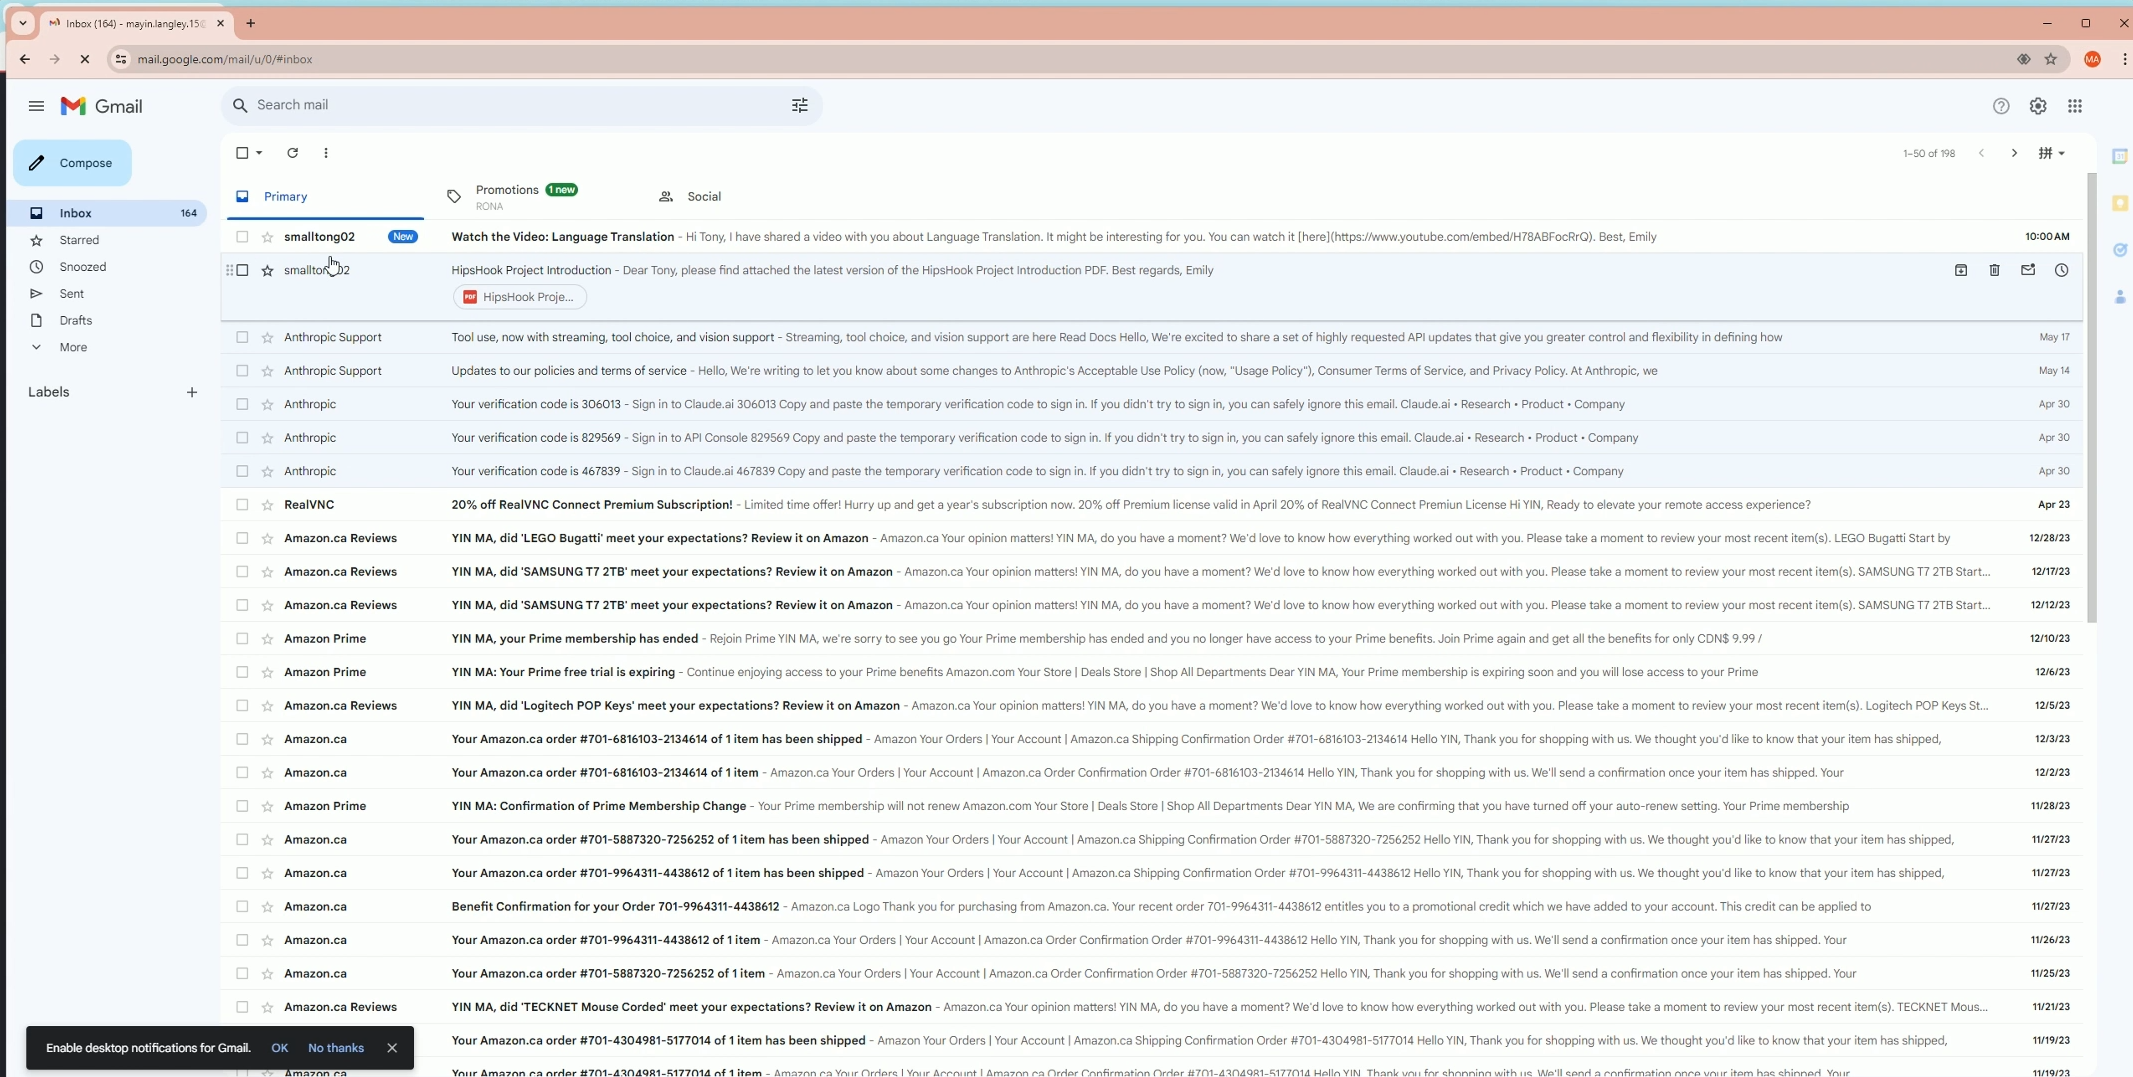 Inbox (164) - mayin.langley.15
mail.google.com/mail/u/0/#inbox
MA
Gmail
Search mail
Compose
1–50 of 198
拼
Primary
Promotions 1 new
RONA
Social
Inbox 164
Starred
Snoozed
Sent
Drafts
More
Labels
smalltong02 New Watch the Video: Language Translation - Hi Tony, I have shared a video with you about Language Translation. It might be interesting for you. You can watch it [here](https://www.youtube.com/embed/H78ABFocRrQ). Best, Emily 10:00 AM
HipsHook Project Introduction - Dear Tony, please find attached the latest version of the HipsHook Project Introduction PDF. Best regards, Emily
PDF HipsHook Proje...
Anthropic Support Tool use, now with streaming, tool choice, and vision support - Streaming, tool choice, and vision support are here Read Docs Hello, We're excited to share a set of highly requested API updates that give you greater control and flexibility in defining how May 17
Anthropic Support Updates to our policies and terms of service - Hello, We're writing to let you know about some changes to Anthropic's Acceptable Use Policy (now, "Usage Policy"), Consumer Terms of Service, and Privacy Policy. At Anthropic, we May 14
Anthropic Your verification code is 306013 - Sign in to Claude.ai 306013 Copy and paste the temporary verification code to sign in. If you didn't try to sign in, you can safely ignore this email. Claude.ai • Research • Product • Company Apr 30
Anthropic Your verification code is 829569 - Sign in to API Console 829569 Copy and paste the temporary verification code to sign in. If you didn't try to sign in, you can safely ignore this email. Claude.ai • Research • Product • Company Apr 30
Anthropic Your verification code is 467839 - Sign in to Claude.ai 467839 Copy and paste the temporary verification code to sign in. If you didn't try to sign in, you can safely ignore this email. Claude.ai • Research • Product • Company Apr 30
RealVNC 20% off RealVNC Connect Premium Subscription! - Limited time offer! Hurry up and get a year's subscription now. 20% off Premium license valid in April 20% of RealVNC Connect Premiun License Hi YIN, Ready to elevate your remote access experience? Apr 23
Amazon.ca Reviews YIN MA, did 'LEGO Bugatti' meet your expectations? Review it on Amazon - Amazon.ca Your opinion matters! YIN MA, do you have a moment? We'd love to know how everything worked out with you. Please take a moment to review your most recent item(s). LEGO Bugatti Start by 12/28/23
Amazon.ca Reviews YIN MA, did 'SAMSUNG T7 2TB' meet your expectations? Review it on Amazon - Amazon.ca Your opinion matters! YIN MA, do you have a moment? We'd love to know how everything worked out with you. Please take a moment to review your most recent item(s). SAMSUNG T7 2TB Start... 12/17/23
Amazon.ca Reviews YIN MA, did 'SAMSUNG T7 2TB' meet your expectations? Review it on Amazon - Amazon.ca Your opinion matters! YIN MA, do you have a moment? We'd love to know how everything worked out with you. Please take a moment to review your most recent item(s). SAMSUNG T7 2TB Start... 12/12/23
Amazon Prime YIN MA, your Prime membership has ended - Rejoin Prime YIN MA, we're sorry to see you go Your Prime membership has ended and you no longer have access to your Prime benefits. Join Prime again and get all the benefits for only CDN$ 9.99 / 12/10/23
Amazon Prime YIN MA: Your Prime free trial is expiring - Continue enjoying access to your Prime benefits Amazon.com Your Store | Deals Store | Shop All Departments Dear YIN MA, Your Prime membership is expiring soon and you will lose access to your Prime 12/6/23
Amazon.ca Reviews YIN MA, did 'Logitech POP Keys' meet your expectations? Review it on Amazon - Amazon.ca Your opinion matters! YIN MA, do you have a moment? We'd love to know how everything worked out with you. Please take a moment to review your most recent item(s). Logitech POP Keys St... 12/5/23
Amazon.ca Your Amazon.ca order #701-6816103-2134614 of 1 item has been shipped - Amazon Your Orders | Your Account | Amazon.ca Shipping Confirmation Order #701-6816103-2134614 Hello YIN, Thank you for shopping with us. We thought you'd like to know that your item has shipped, 12/3/23
Amazon.ca Your Amazon.ca order #701-6816103-2134614 of 1 item - Amazon.ca Your Orders | Your Account | Amazon.ca Order Confirmation Order #701-6816103-2134614 Hello YIN, Thank you for shopping with us. We'll send a confirmation once your item has shipped. Your 12/2/23
Amazon Prime YIN MA: Confirmation of Prime Membership Change - Your Prime membership will not renew Amazon.com Your Store | Deals Store | Shop All Departments Dear YIN MA, We are confirming that you have turned off your auto-renew setting. Your Prime membership 11/28/23
Amazon.ca Your Amazon.ca order #701-5887320-7256252 of 1 item has been shipped - Amazon Your Orders | Your Account | Amazon.ca Shipping Confirmation Order #701-5887320-7256252 Hello YIN, Thank you for shopping with us. We thought you'd like to know that your item has shipped, 11/27/23
Amazon.ca Your Amazon.ca order #701-9964311-4438612 of 1 item has been shipped - Amazon Your Orders | Your Account | Amazon.ca Shipping Confirmation Order #701-9964311-4438612 Hello YIN, Thank you for shopping with us. We thought you'd like to know that your item has shipped, 11/27/23
Amazon.ca Benefit Confirmation for your Order 701-9964311-4438612 - Amazon.ca Logo Thank you for purchasing from Amazon.ca. Your recent order 701-9964311-4438612 entitles you to a promotional credit which we have added to your account. This credit can be applied to 11/27/23
Amazon.ca Your Amazon.ca order #701-9964311-4438612 of 1 item - Amazon.ca Your Orders | Your Account | Amazon.ca Order Confirmation Order #701-9964311-4438612 Hello YIN, Thank you for shopping with us. We'll send a confirmation once your item has shipped. Your 11/26/23
Amazon.ca Your Amazon.ca order #701-5887320-7256252 of 1 item - Amazon.ca Your Orders | Your Account | Amazon.ca Order Confirmation Order #701-5887320-7256252 Hello YIN, Thank you for shopping with us. We'll send a confirmation once your item has shipped. Your 11/25/23
Amazon.ca Reviews YIN MA, did 'TECKNET Mouse Corded' meet your expectations? Review it on Amazon - Amazon.ca Your opinion matters! YIN MA, do you have a moment? We'd love to know how everything worked out with you. Please take a moment to review your most recent item(s). TECKNET Mous... 11/21/23
Your Amazon.ca order #701-4304981-5177014 of 1 item has been shipped - Amazon Your Orders | Your Account | Amazon.ca Shipping Confirmation Order #701-4304981-5177014 Hello YIN, Thank you for shopping with us. We thought you'd like to know that your item has shipped, 11/19/23
Amazon.ca Your Amazon.ca order #701-4304981-5177014 of 1 item - Amazon.ca Your Orders | Your Account | Amazon.ca Order Confirmation Order #701-4304981-5177014 Hello YIN, Thank you for shopping with us. We'll send a confirmation once your item has shipped. Your 11/19/23
Enable desktop notifications for Gmail. OK No thanks